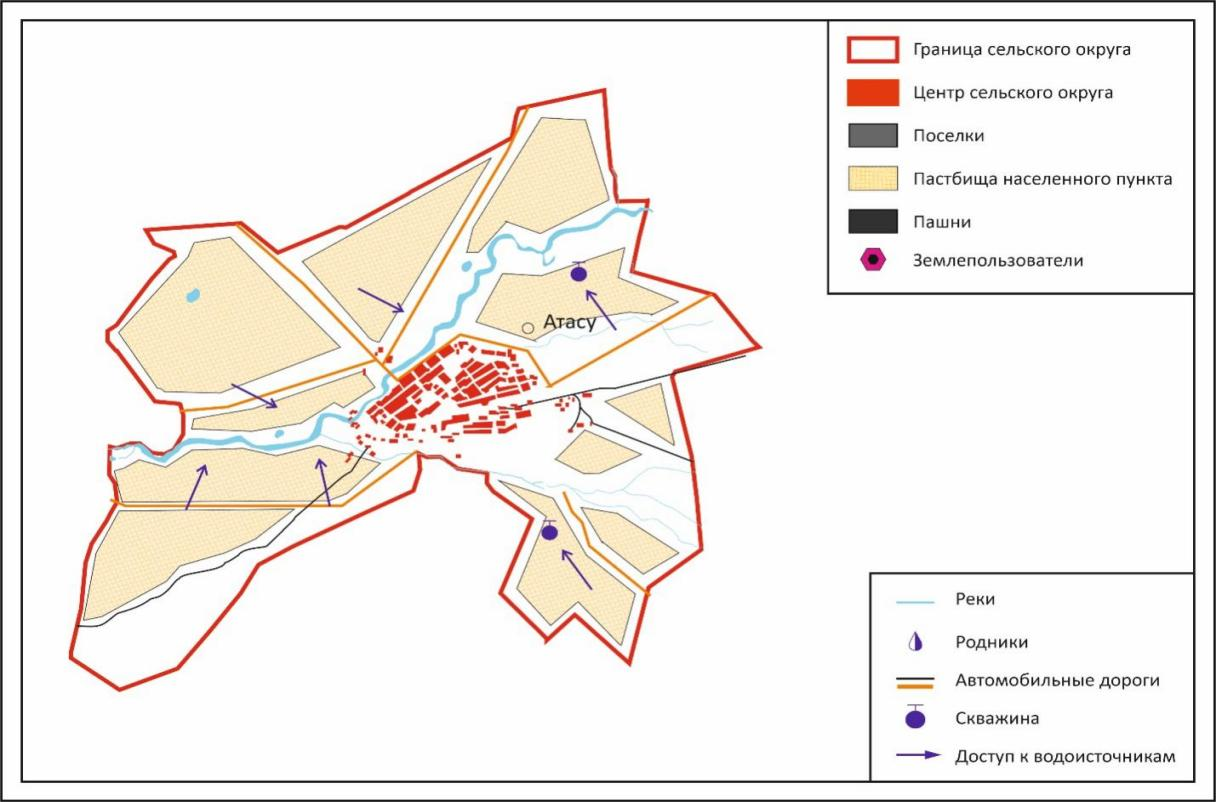 Граница сельского округа
Центр сельского округа
Поселки
Пастбища населенного пункта
Пашни
Землепользователи
Атасу
Реки
Родники
Автомобильные дороги
Скважина
Доступ к водоисточникам